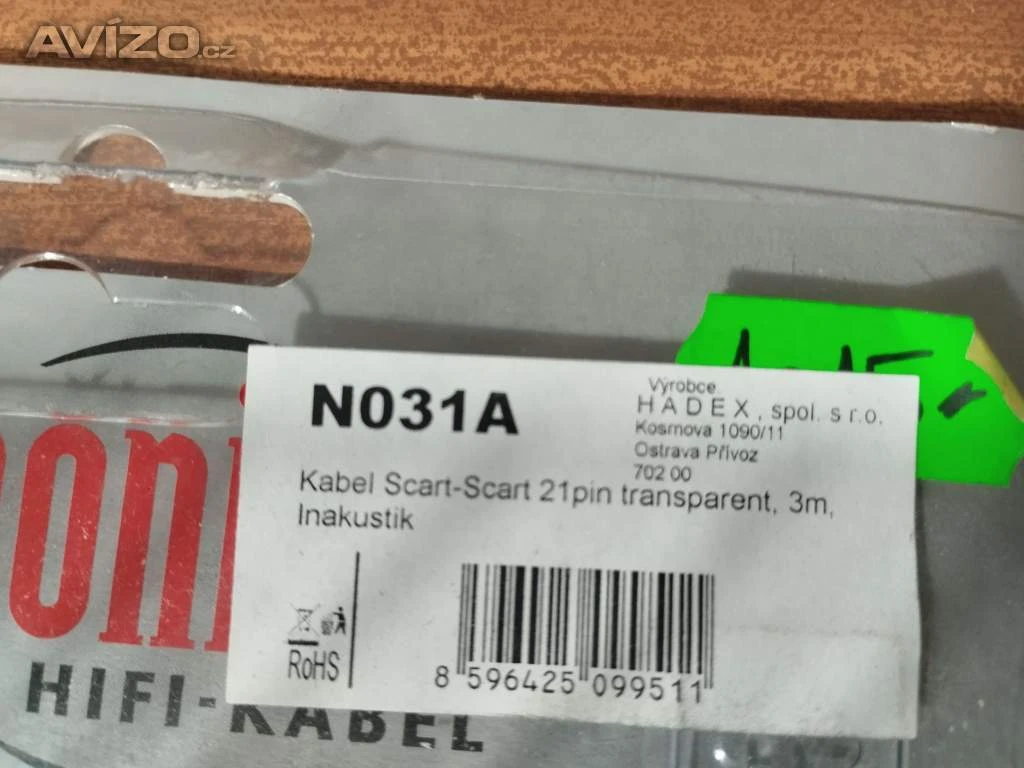 AVÍZO.cz
N031A
Výrobce
HADEX, spol. s r.o.
Kosmova 1090/11
Ostrava Přívoz
702 00
Kabel Scart-Scart 21pin transparent, 3m,
Inakustik
RoHS
8 596425 099511
HIFI-KABEL